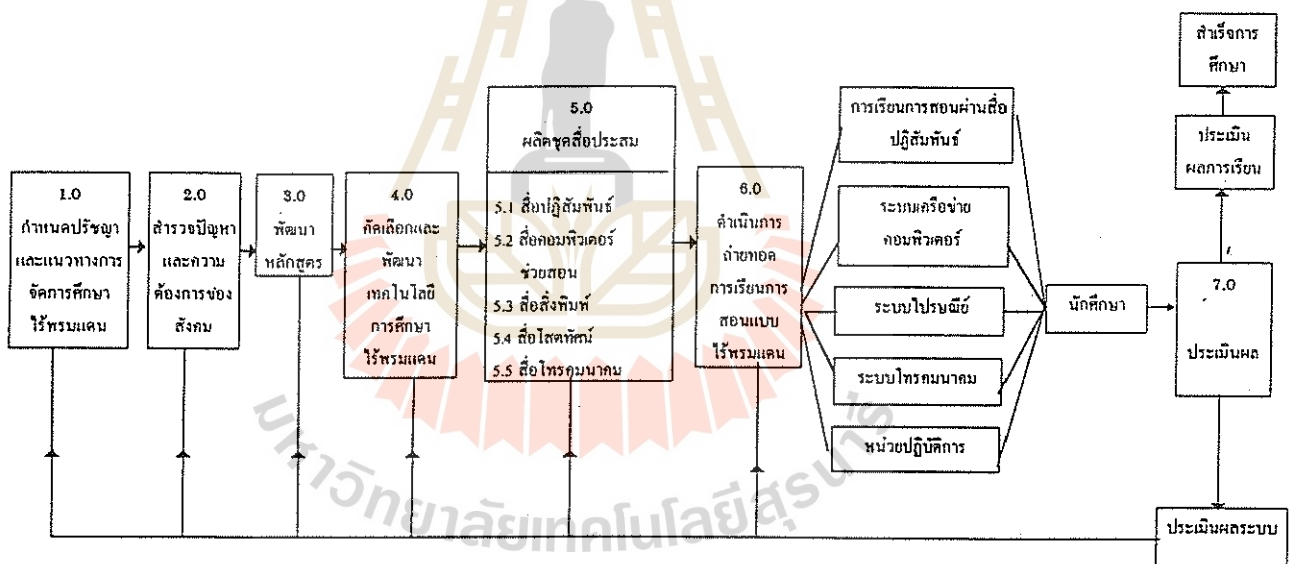 1.0
กำหนดปรัชญา
และแนวทางการ
จัดการศึกษา
ไร้พรมแดน
2.0
สำรวจปัญหา
และความ
ต้องการของ
สังคม
3.0
พัฒนา
หลักสูตร
4.0
คัดเลือกและ
พัฒนา
เทคโนโลยี
การศึกษา
ไร้พรมแดน
5.0
ผลิตชุดสื่อประสม
5.1 สื่อปฏิสัมพันธ์
5.2 สื่อคอมพิวเตอร์
ช่วยสอน
5.3 สื่อสิ่งพิมพ์
5.4 สื่อโสตทัศน์
5.5 สื่อโทรคมนาคม
6.0
ดำเนินการ
ถ่ายทอด
การเรียนการ
สอนแบบ
ไร้พรมแดน
การเรียนการสอนผ่านสื่อ
ปฏิสัมพันธ์
ระบบเครือข่าย
คอมพิวเตอร์
ระบบไปรษณีย์
ระบบโทรคมนาคม
หน่วยปฏิบัติการ
นักศึกษา
7.0
ประเมินผล
ประเมิน
ผลการเรียน
สำเร็จการ
ศึกษา
ประเมินผลระบบ
มหาวิทยาลัยเทคโนโลยีสุรนารี